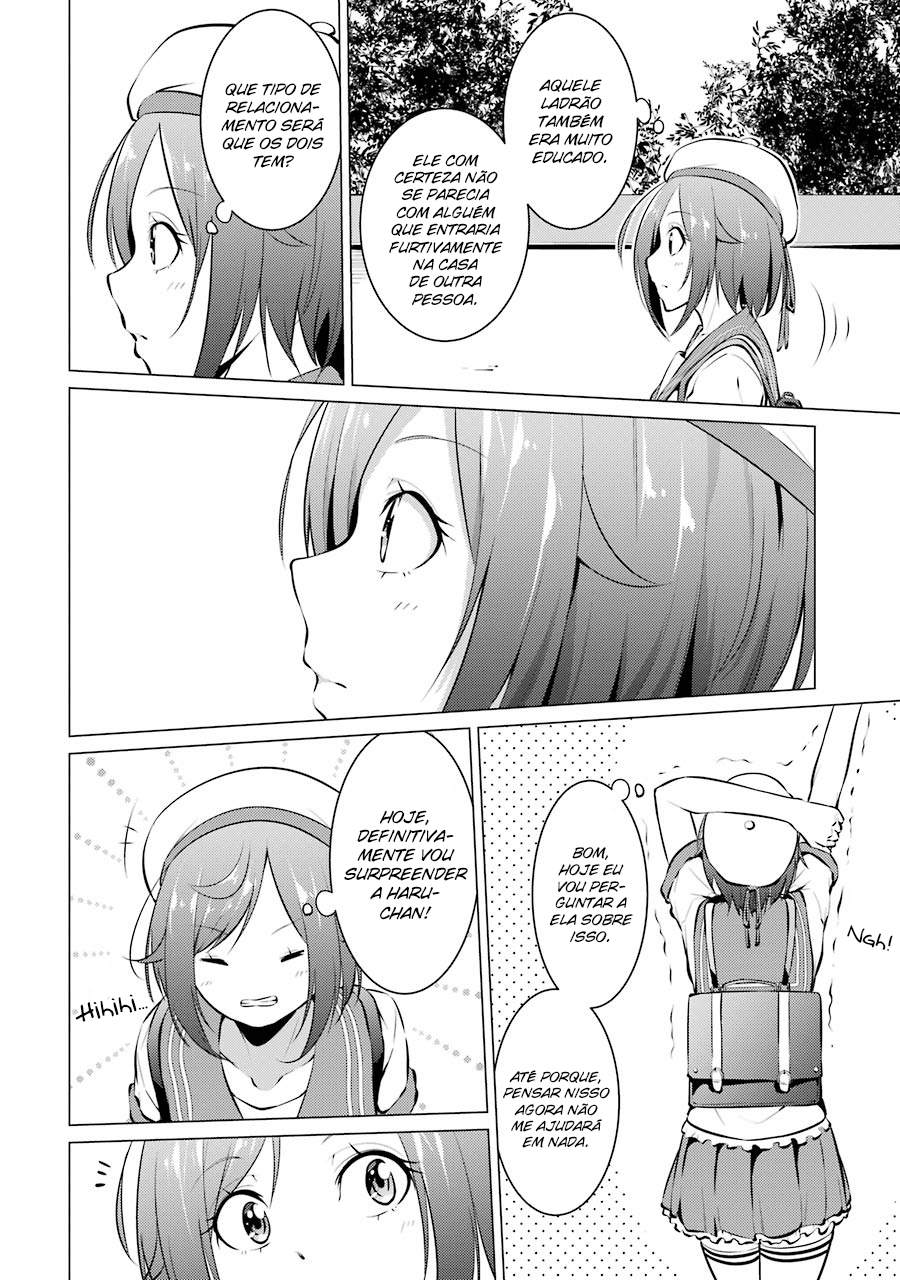 AQUELE
LADRÃO
TAMBÉM
ERA MUITO
EDUCADO.
ELE COM
CERTEZA NÃO
SE PARECIA
COM ALGUÉM
QUE ENTRARIA
FURTIVAMENTE
NA CASA
DE OUTRA
PESSOA.
QUE TIPO DE
RELACIONA-
MENTO SERÁ
QUE OS DOIS
TEM?
BOM,
HOJE EU
VOU PER-
GUNTAR A
ELA SOBRE
ISSO.
NGH!
ATÉ PORQUE,
PENSAR NISSO
AGORA NÃO
ME AJUDARÁ
EM NADA.
HOJE,
DEFINITIVA-
MENTE VOU
SURPREENDER
A HARU-
CHAN!
Hihihi...